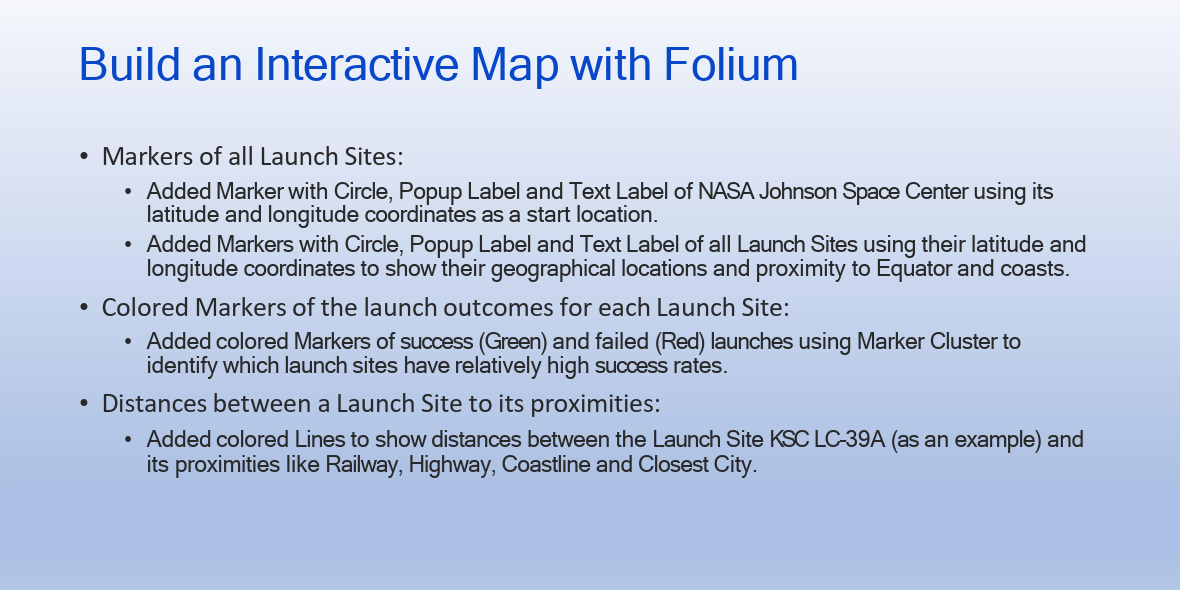 Build an Interactive Map with Folium
• Markers of all Launch Sites:
• Added Marker with Circle, Popup Label and Text Label of NASA Johnson Space Center using its
latitude and longitude coordinates as a start location.
• Added Markers with Circle, Popup Label and Text Label of all Launch Sites using their latitude and
longitude coordinates to show their geographical locations and proximity to Equator and coasts.
• Colored Markers of the launch outcomes for each Launch Site:
• Added colored Markers of success (Green) and failed (Red) launches using Marker Cluster to
identify which launch sites have relatively high success rates.
• Distances between a Launch Site to its proximities:
• Added colored Lines to show distances between the Launch Site KSC LC-39A (as an example) and
its proximities like Railway, Highway, Coastline and Closest City.